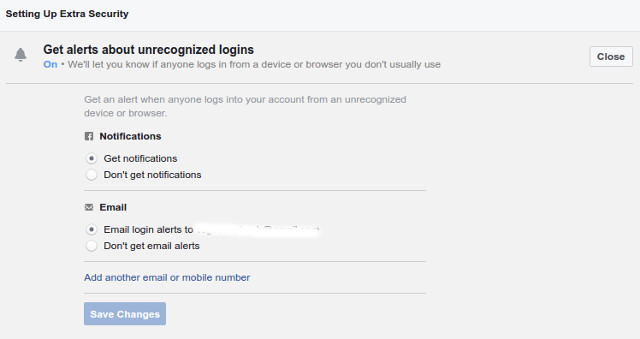 Setting Up Extra Security
Get alerts about unrecognized logins
Close
On • We'll let you know if anyone logs in from a device or browser you don't usually use
Get an alert when anyone logs into your account from an unrecognized
device or browser.
Notifications
Get notifications
Don't get notifications
Email
Email login alerts to
Don't get email alerts
Add another email or mobile number
Save Changes